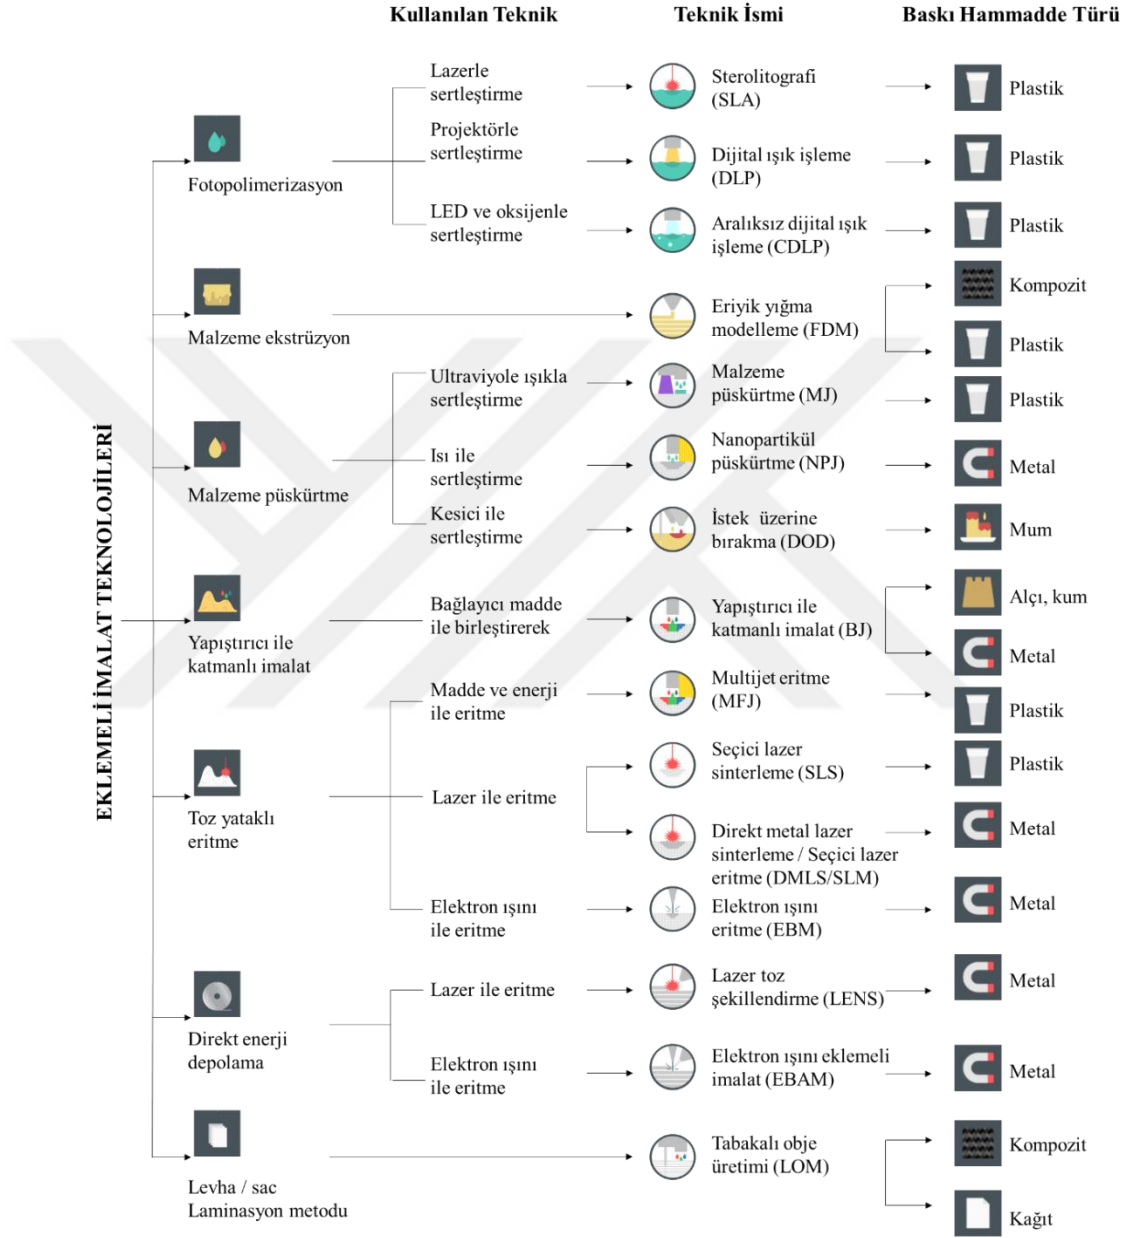 Kullanılan Teknik
Teknik İsmi
Baskı Hammadde Türü
EKLEMELİ İMALAT TEKNOLOJİLERİ
Fotopolimerizasyon
Lazerle
sertleştirme
Sterolitografi
(SLA)
Plastik
Projektörle
sertleştirme
Dijital ışık işleme
(DLP)
Plastik
LED ve oksijenle
sertleştirme
Aralıksız dijital ışık
işleme (CDLP)
Plastik
Malzeme ekstrüzyon
Eriyik yığma
modelleme (FDM)
Kompozit
Plastik
Malzeme püskürtme
Ultraviyole ışıkla
sertleştirme
Malzeme
püskürtme (MJ)
Plastik
Isı ile
sertleştirme
Nanopartikül
püskürtme (NPJ)
Metal
Kesici ile
sertleştirme
İstek üzerine
bırakma (DOD)
Mum
Yapıştırıcı ile
katmanlı imalat
Bağlayıcı madde
ile birleştirerek
Yapıştırıcı ile
katmanlı imalat (BJ)
Alçı, kum
Metal
Toz yataklı
eritme
Madde ve enerji
ile eritme
Multijet eritme
(MFJ)
Plastik
Lazer ile eritme
Seçici lazer
sinterleme (SLS)
Plastik
Direkt metal lazer
sinterleme / Seçici lazer
eritme (DMLS/SLM)
Metal
Elektron ışını
ile eritme
Elektron ışını
eritme (EBM)
Metal
Direkt enerji
depolama
Lazer ile eritme
Lazer toz
şekillendirme (LENS)
Metal
Elektron ışını
ile eritme
Elektron ışını eklemeli
imalat (EBAM)
Metal
Levha / sac
Laminasyon metodu
Tabakalı obje
üretimi (LOM)
Kompozit
Kağıt